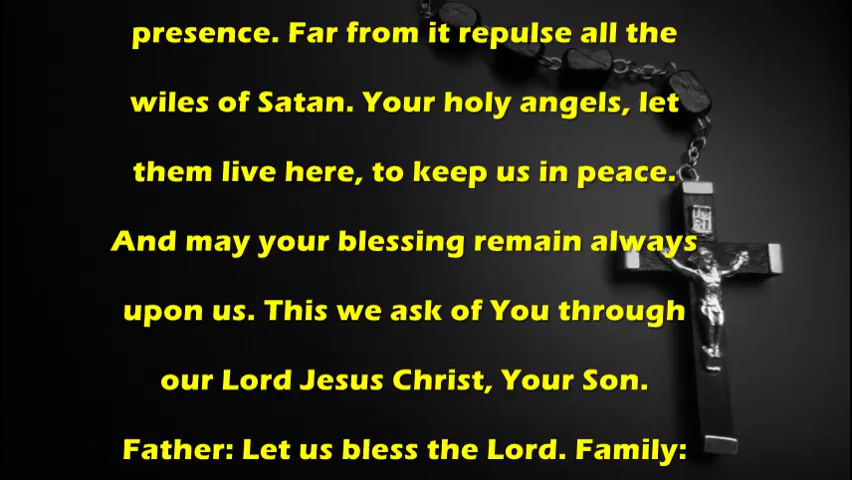 presence. Far from it repulse all the
wiles of Satan. Your holy angels, let
them live here, to keep us in peace.
And may your blessing remain always
upon us. This we ask of You through
our Lord Jesus Christ, Your Son.
Father: Let us bless the Lord. Family: